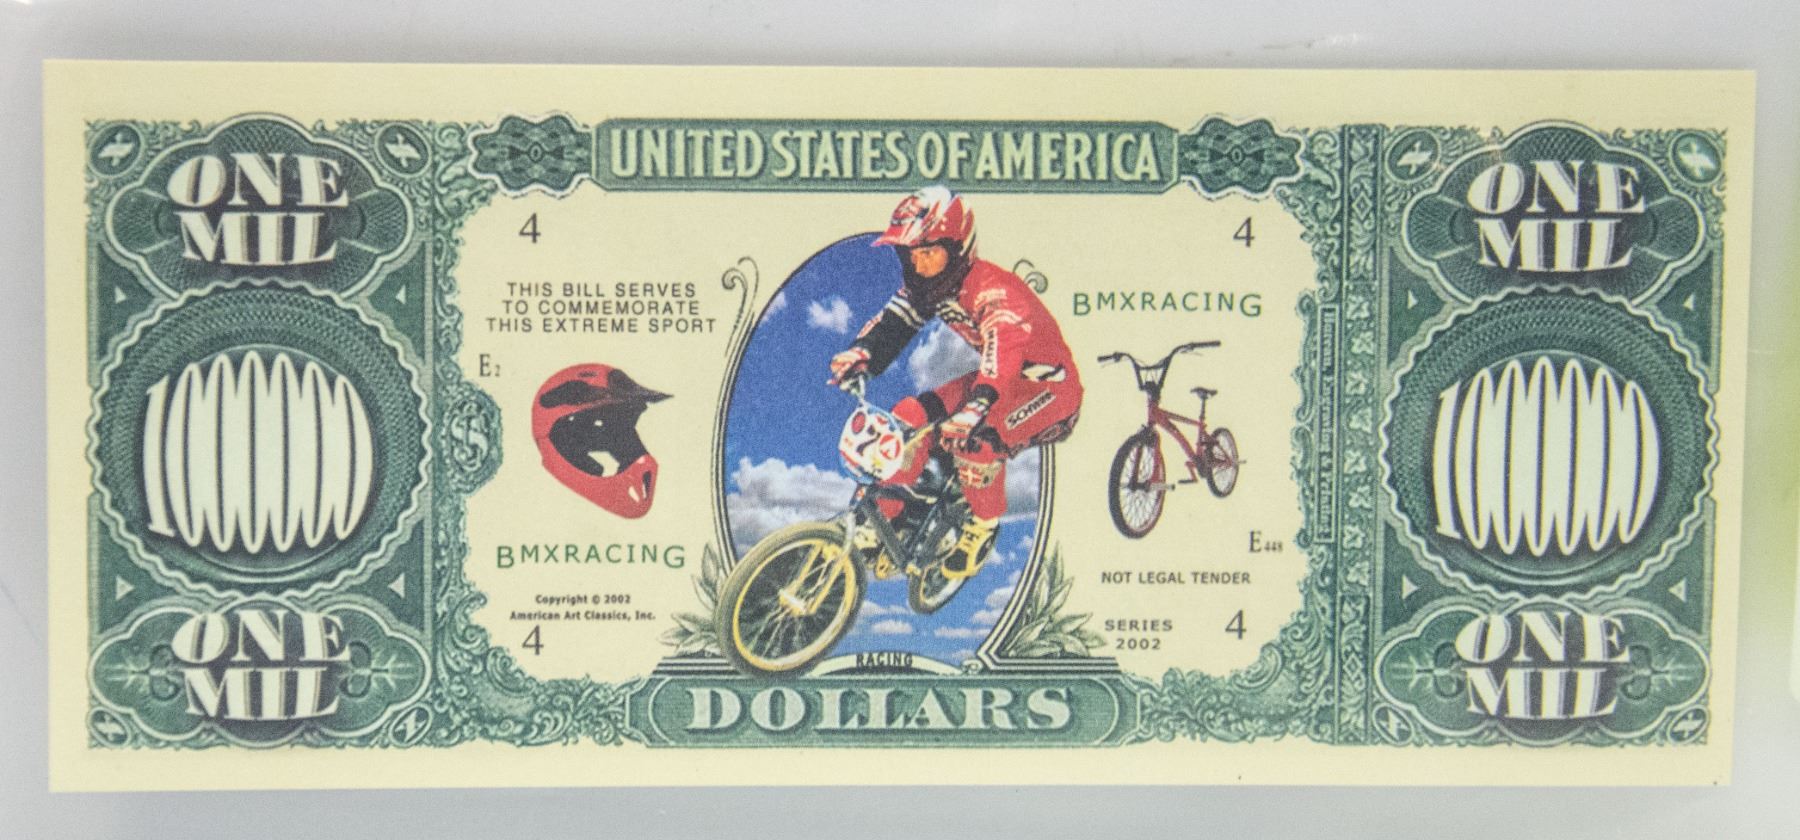 UNITED STATES OF AMERICA
ONE
MIL
ONE
MIL
4
4
THIS BILL SERVES
TO COMMEMORATE
THIS EXTREME SPORT
BMXRACING
E2
SCHWINN
7
1000000
1000000
E448
BMXRACING
NOT LEGAL TENDER
Copyright © 2002
American Art Classics, Inc.
4
SERIES
2002
4
ONE
MIL
ONE
MIL
RACING
DOLLARS